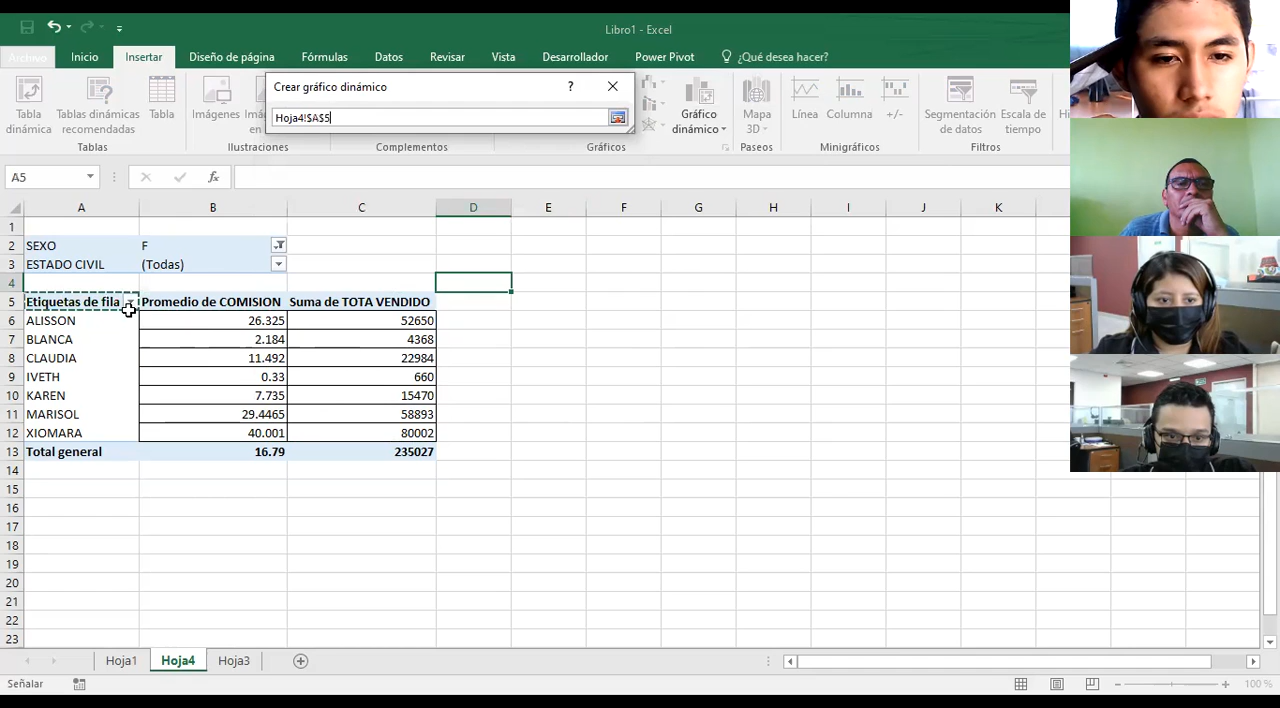 Libro1 - Excel
Archivo Inicio Insertar Diseño de página Fórmulas Datos Revisar Vista Desarrollador Power Pivot ¿Qué desea hacer?
Crear gráfico dinámico ? ✕
Hoja4!$A$5
Tabla dinámica
Tablas dinámicas recomendadas
Tabla
Imágenes
Gráfico dinámico
Mapa 3D
Línea
Columna
+/-
Segmentación de datos
Escala de tiempo
Tablas Ilustraciones Complementos Gráficos Paseos Minigráficos Filtros
A5 fx
A B C D E F G H I J K
1
2 SEXO F
3 ESTADO CIVIL (Todas)
4
5 Etiquetas de fila Promedio de COMISION Suma de TOTA VENDIDO
6 ALISSON 26.325 52650
7 BLANCA 2.184 4368
8 CLAUDIA 11.492 22984
9 IVETH 0.33 660
10 KAREN 7.735 15470
11 MARISOL 29.4465 58893
12 XIOMARA 40.001 80002
13 Total general 16.79 235027
14
15
16
17
18
19
20
21
22
23
Hoja1 Hoja4 Hoja3
Señalar 100 %